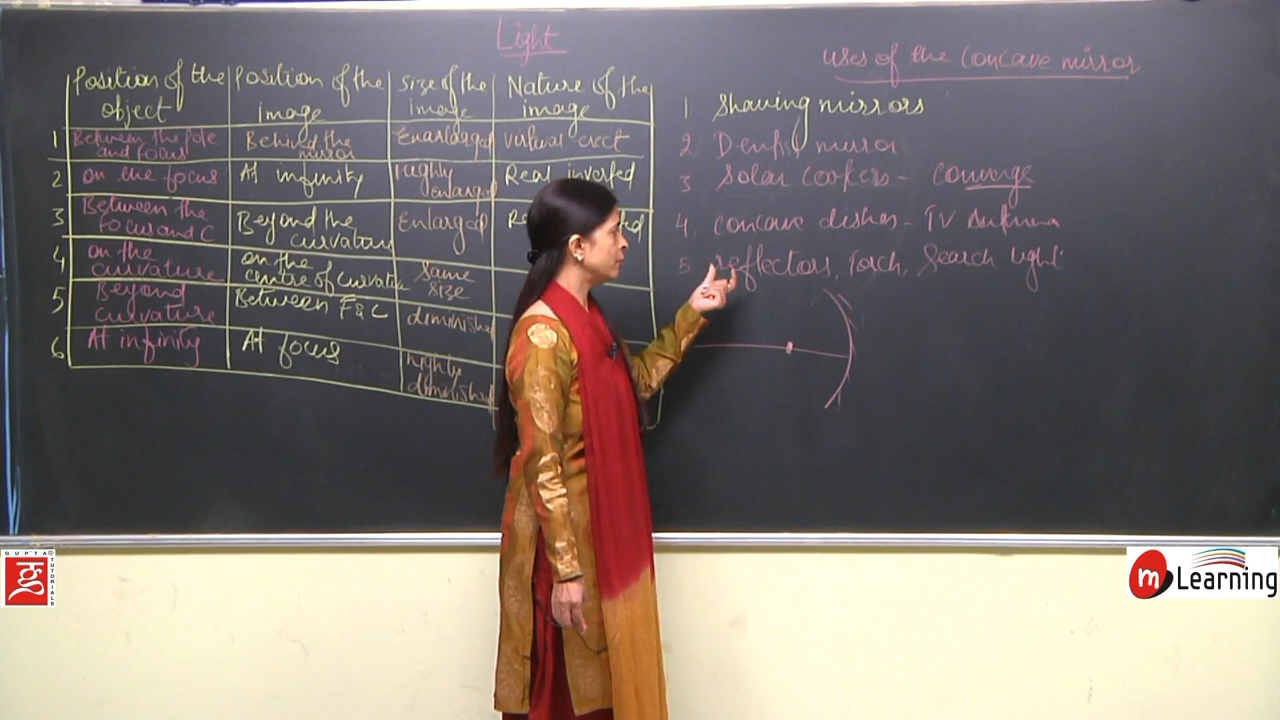 Light
Position of the object
Position of the image
Size of the image
Nature of the image
1 Between the Pole and focus
Behind the mirror
Enarlarged
virtual erect
2 on the focus
At infinity
Highly enlarged
Real inverted
3 Between the Focus and C
Beyond the curvature
Enlarged
4 on the curvature
on the centre of curvature
same size
5 Beyond curvature
Between F & C
diminished
6 At infinity
At focus
highly diminished
uses of the concave mirror
1 Shaving mirrors
2 Dentist mirror
3 Solar cookers - converge
4. concave dishes - TV Antenna
5. reflectors, Torch, Search light
GUPTA
TUTORIALS
m Learning